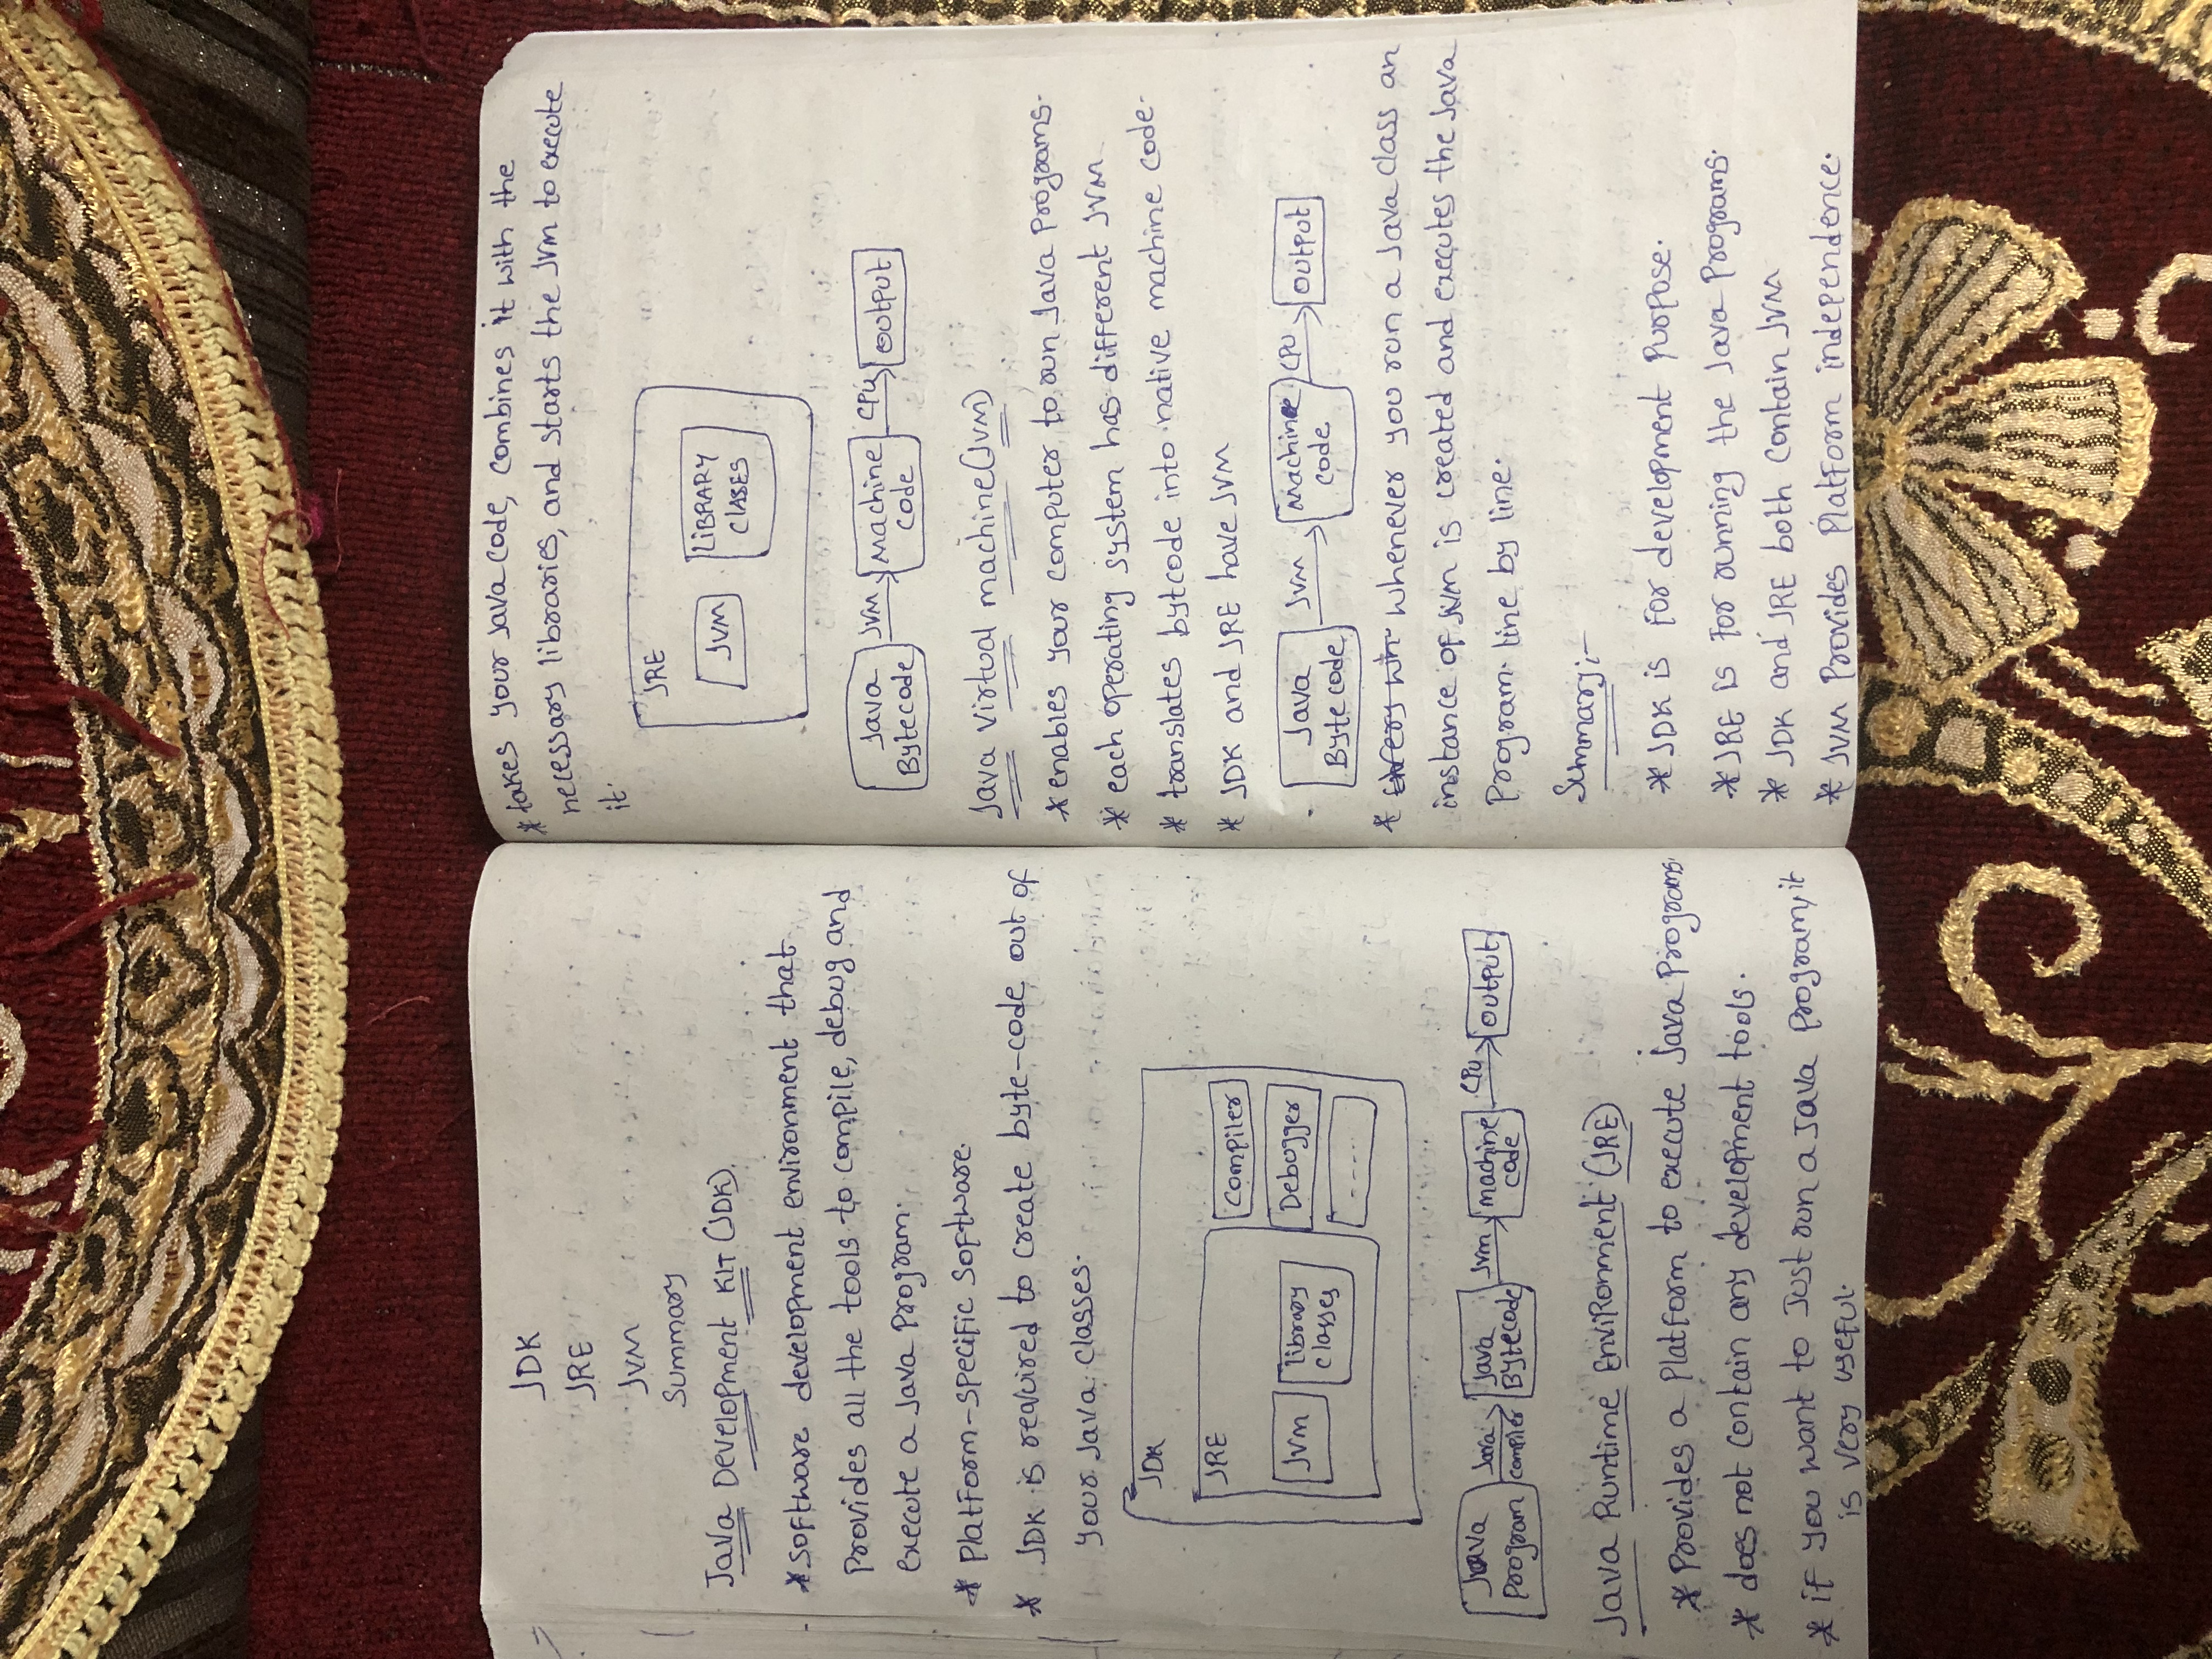 JDK
JRE
JVM
Summary
Java Development KIT (JDK).
* software development environment that
provides all the tools to compile, debug and
execute a Java program.
* Platform-specific software.
* JDK is required to create byte-code out of
your Java classes.
JDK
JRE
Compiler
JVM
library
classes
Debugger
-----
Java
Program
Java
compiler
Java
Bytecode
JVM
machine
code
CPU
output
Java Runtime Environment (JRE)
* Provides a platform to execute java programs.
* does not contain any development tools.
* if you want to Just run a Java program, it
is very useful.
* takes your Java code, combines it with the
necessary libraries, and starts the JVM to execute
it.
JRE
JVM
LIBRARY
CLASSES
Java
Bytecode
JVM
Machine
code
CPU
output
Java Virtual machine (JVM)
* enables your computer to run Java programs.
* each operating system has different JVM
* translates bytcode into native machine code.
* JDK and JRE have JVM
Java
Byte code
JVM
Machine
code
CPU
output
* whenever you run a Java class an
instance of JVM is created and executes the Java
program. line by line.
Summary:-
* JDK is for development purpose.
* JRE is for running the Java programs.
* JDK and JRE both contain JVM
* JVM provides platform independence.